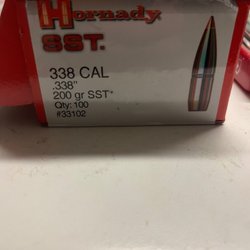 Hornady
SST.
338 CAL
.338"
200 gr SST*
Qty: 100
#33102